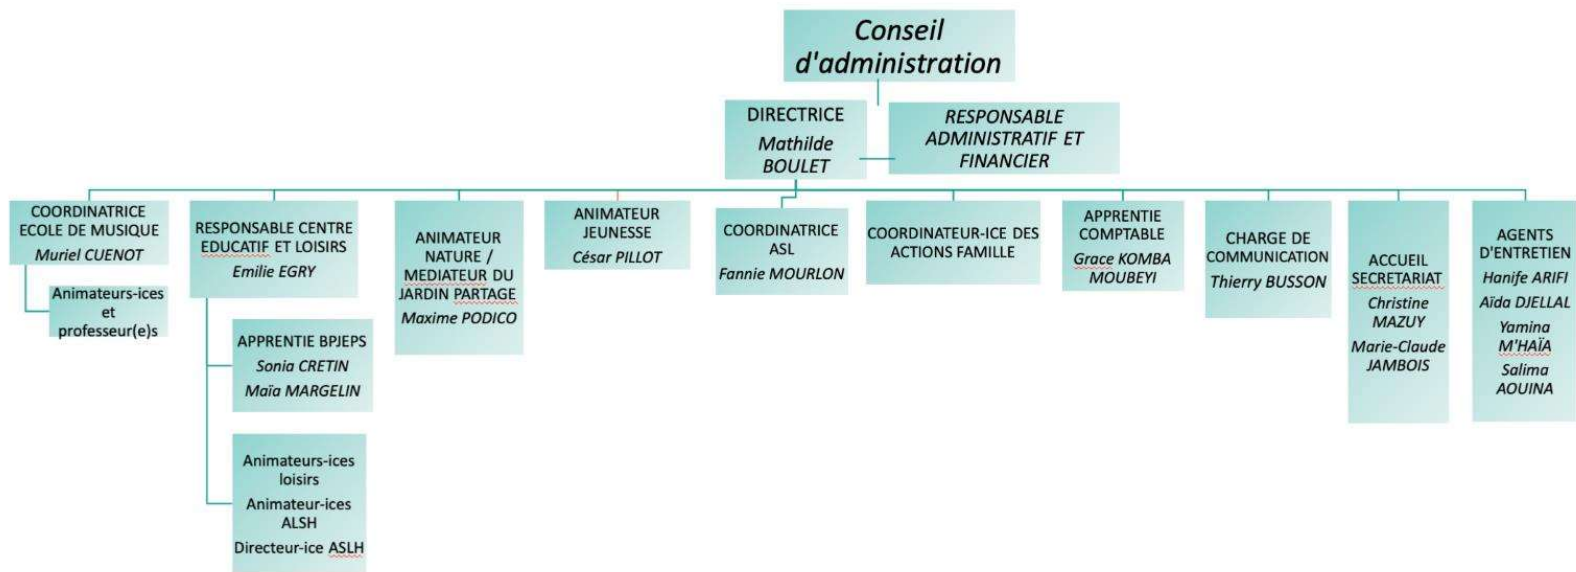 Conseil
d'administration
DIRECTRICE
Mathilde
BOULET
RESPONSABLE
ADMINISTRATIF ET
FINANCIER
COORDINATRICE
ECOLE DE MUSIQUE
Muriel CUENOT
Animateurs-ices
et
professeur(e)s
RESPONSABLE CENTRE
EDUCATIF ET LOISIRS
Emilie EGRY
APPRENTIE BPJEPS
Sonia CRETIN
Maïa MARGELIN
Animateurs-ices
loisirs
Animateur-ices
ALSH
Directeur-ice ASLH
ANIMATEUR
NATURE /
MEDIATEUR DU
JARDIN PARTAGE
Maxime PODICO
ANIMATEUR
JEUNESSE
César PILLOT
COORDINATRICE
ASL
Fannie MOURLON
COORDINATEUR-ICE DES
ACTIONS FAMILLE
APPRENTIE
COMPTABLE
Grace KOMBA
MOUBEYI
CHARGE DE
COMMUNICATION
Thierry BUSSON
ACCUEIL
SECRETARIAT
Christine
MAZUY
Marie-Claude
JAMBOIS
AGENTS
D'ENTRETIEN
Hanife ARIFI
Aïda DJELLAL
Yamina
M'HAÏA
Salima
AOUINA